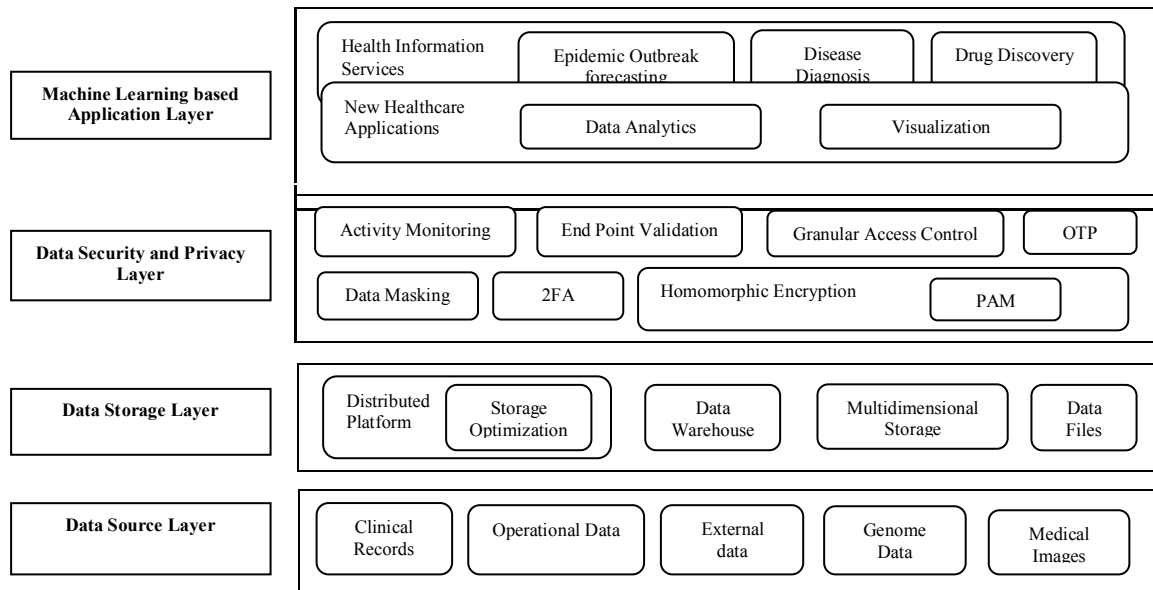 Machine Learning based
Application Layer
Health Information
Services
Epidemic Outbreak
forecasting
Disease
Diagnosis
Drug Discovery
New Healthcare
Applications
Data Analytics
Visualization
Data Security and Privacy
Layer
Activity Monitoring
End Point Validation
Granular Access Control
OTP
Data Masking
2FA
Homomorphic Encryption
PAM
Data Storage Layer
Distributed
Platform
Storage
Optimization
Data
Warehouse
Multidimensional
Storage
Data
Files
Data Source Layer
Clinical
Records
Operational Data
External
data
Genome
Data
Medical
Images